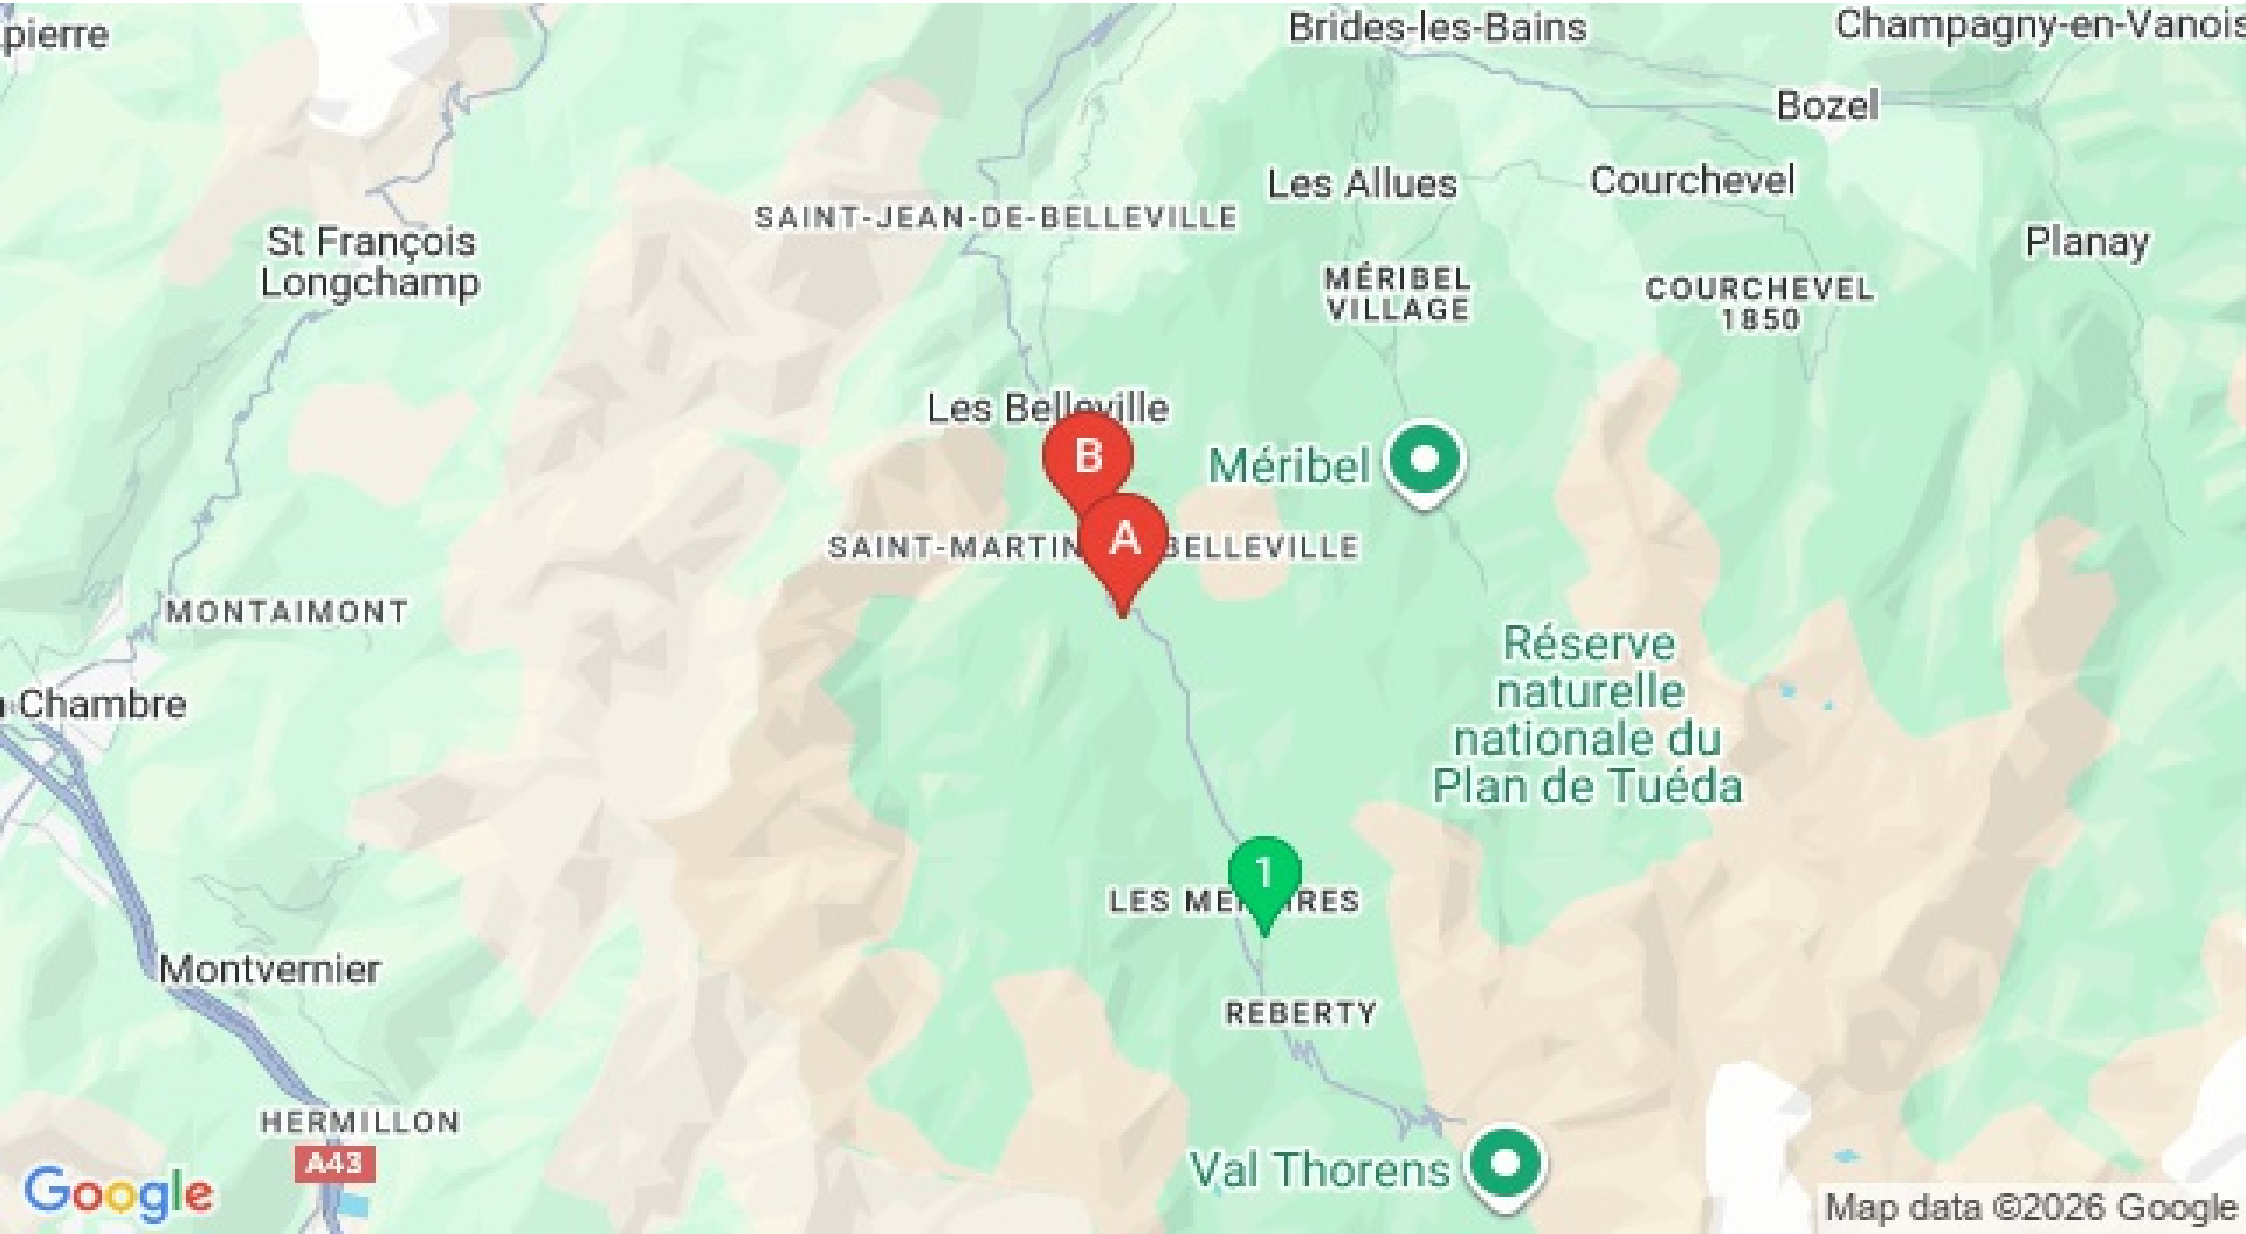 pierre
Brides-les-Bains
Champagny-en-Vanois
Bozel
Les Allues
Courchevel
SAINT-JEAN-DE-BELLEVILLE
St François
Longchamp
Planay
MÉRIBEL
VILLAGE
COURCHEVEL
1850
Les Belleville
B
Méribel
A
SAINT-MARTIN BELLEVILLE
MONTAIMONT
Réserve
naturelle
nationale du
Plan de Tuéda
Chambre
1
LES MENUIRES
Montvernier
REBERTY
HERMILLON
A43
Val Thorens
Google
Map data ©2026 Google